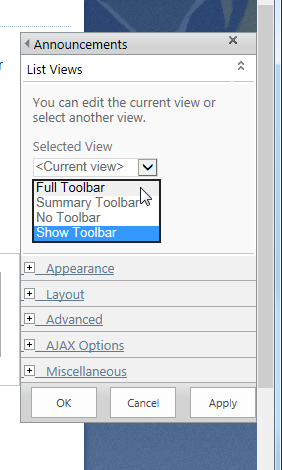 r
Announcements
List Views
You can edit the current view or
select another view.
Selected View
<Current view>
Full Toolbar
Summary Toolbar
No Toolbar
Show Toolbar
Appearance
Layout
Advanced
AJAX Options
Miscellaneous
OK Cancel Apply